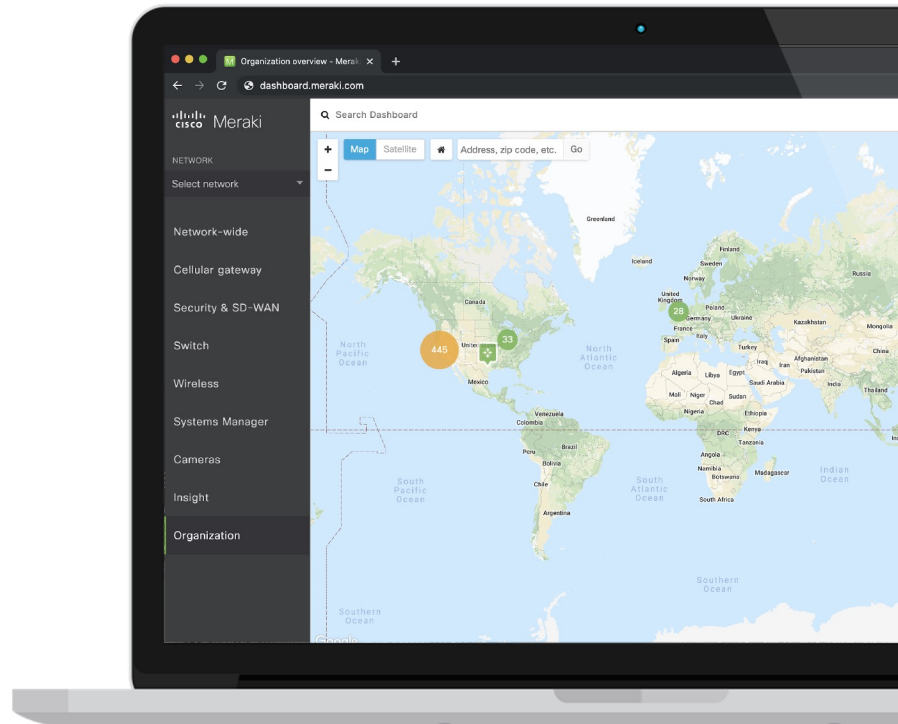 Organization overview - Merak
dashboard.meraki.com
cisco Meraki
Search Dashboard
NETWORK
Select network
Network-wide
Cellular gateway
Security & SD-WAN
Switch
Wireless
Systems Manager
Cameras
Insight
Organization
+
−
Map Satellite
Address, zip code, etc. Go
Greenland
Iceland
Finland
Sweden
Norway
Russia
United
Kingdom
Canada
28
Poland
Germany
Ukraine
France
Kazakhstan
Mongolia
Italy
Spain
Turkey
China
445
33
North
Pacific
Ocean
North
Atlantic
Ocean
Iraq
Iran
Afghanistan
Pakistan
Algeria
Libya
Egypt
Saudi Arabia
India
Thailand
Mexico
Mali
Niger
Chad
Sudan
Nigeria
Ethiopia
Venezuela
Colombia
DRC
Kenya
Tanzania
Peru
Brazil
Bolivia
Angola
Namibia
Botswana
Madagascar
Indian
Ocean
South
Pacific
Ocean
Chile
South
Atlantic
Ocean
South Africa
Argentina
Southern
Ocean
Southern
Ocean